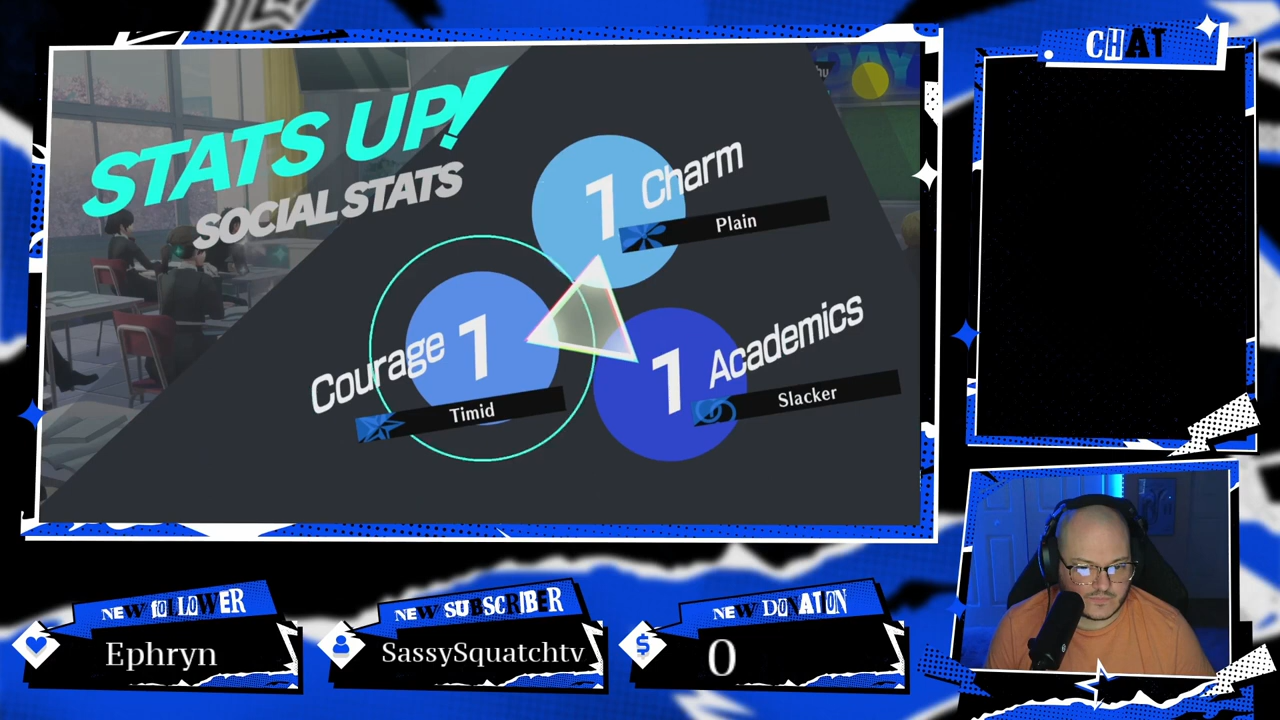 CHAT
STATS UP!
SOCIAL STATS
1 Charm
Plain
Courage 1
Timid
1 Academics
Slacker
NEW FOLLOWER
Ephryn
NEW SUBSCRIBER
SassySquatchtv
NEW DONATION
$
0